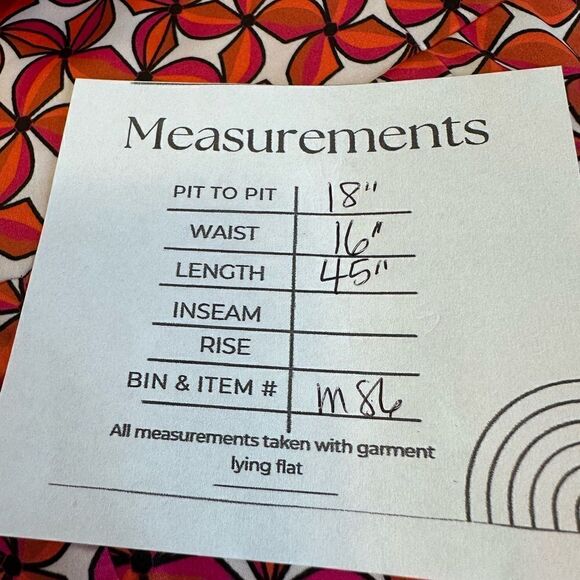 Measurements
PIT TO PIT 18"
WAIST 16"
LENGTH 45"
INSEAM
RISE
BIN & ITEM # m 86
All measurements taken with garment
lying flat